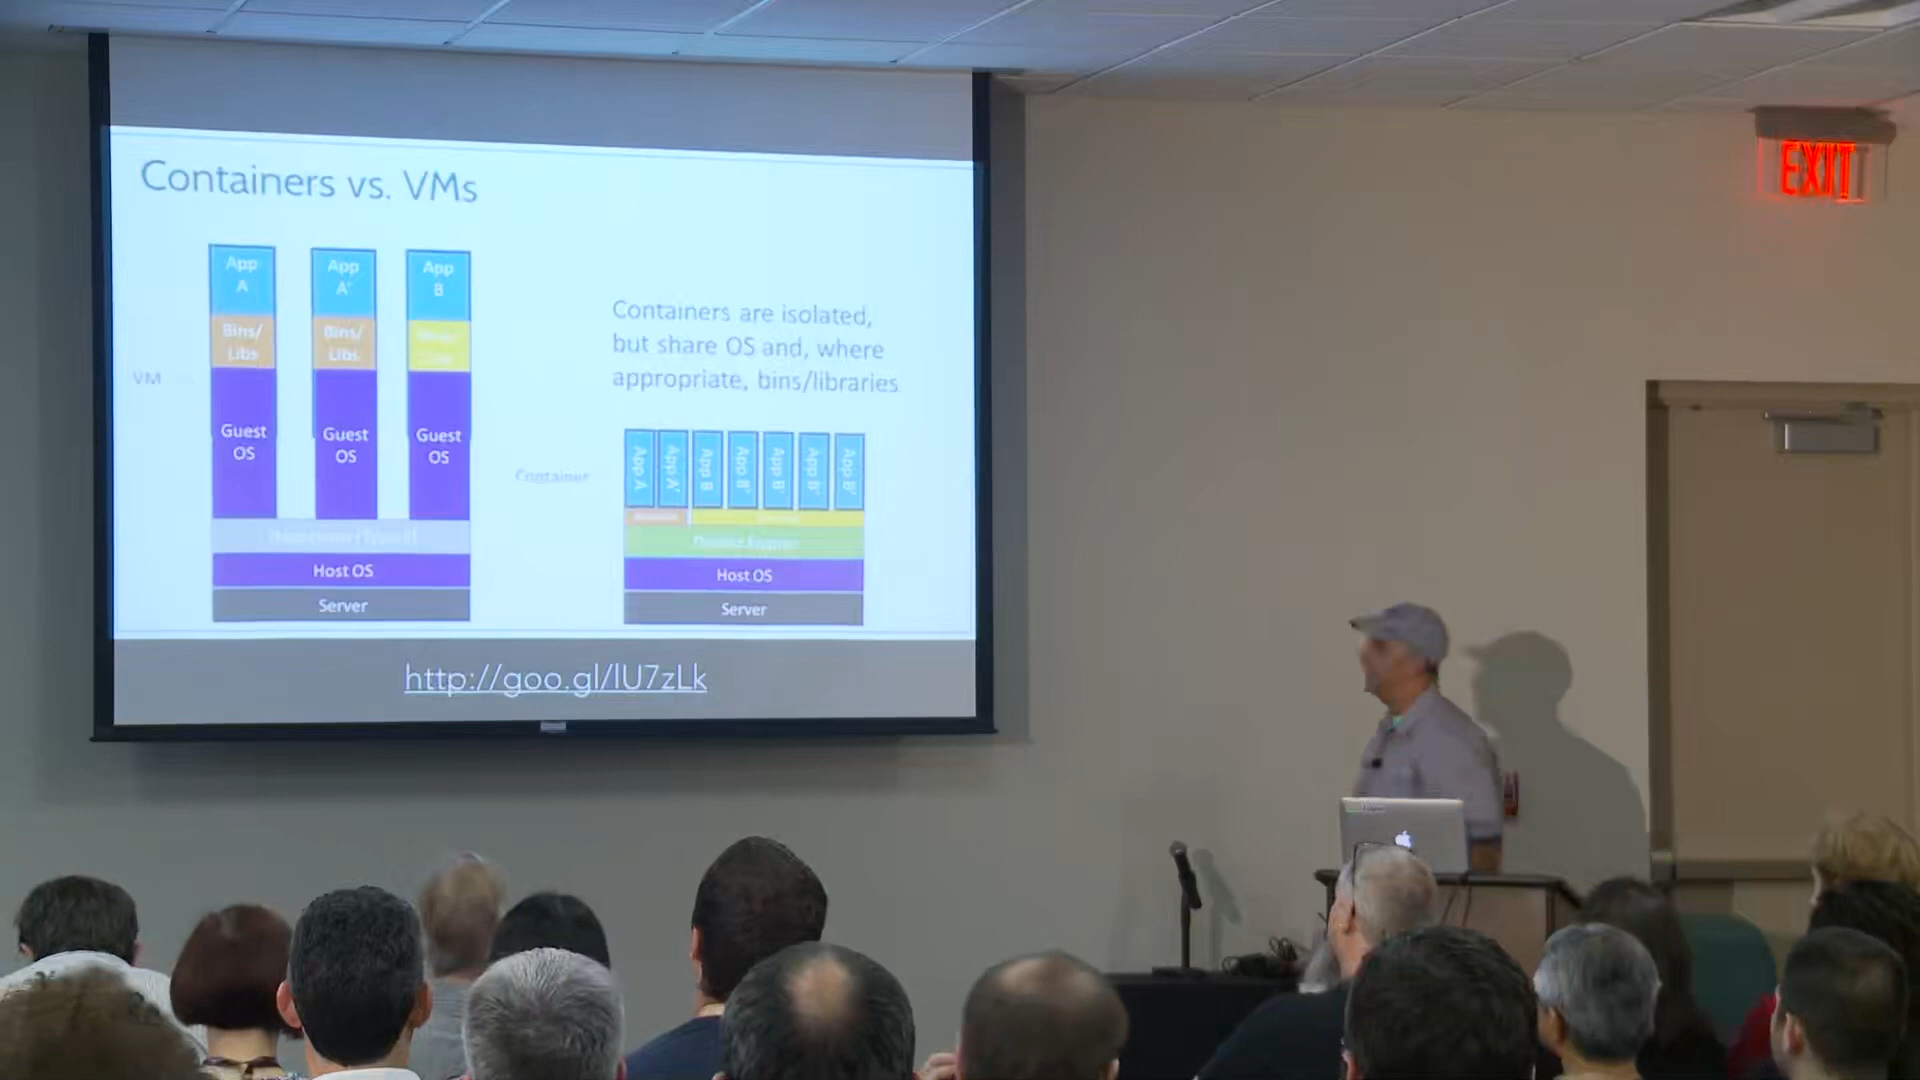 Containers vs. VMs
EXIT
App
A
App
A'
App
B
Bins/
Libs
Bins/
Libs
VM
Guest
OS
Guest
OS
Guest
OS
Host OS
Server
Containers are isolated,
but share OS and, where
appropriate, bins/libraries
Container
App A
App A'
App B
App B'
App B'
App B'
App B'
Host OS
Server
http://goo.gl/lU7zLk